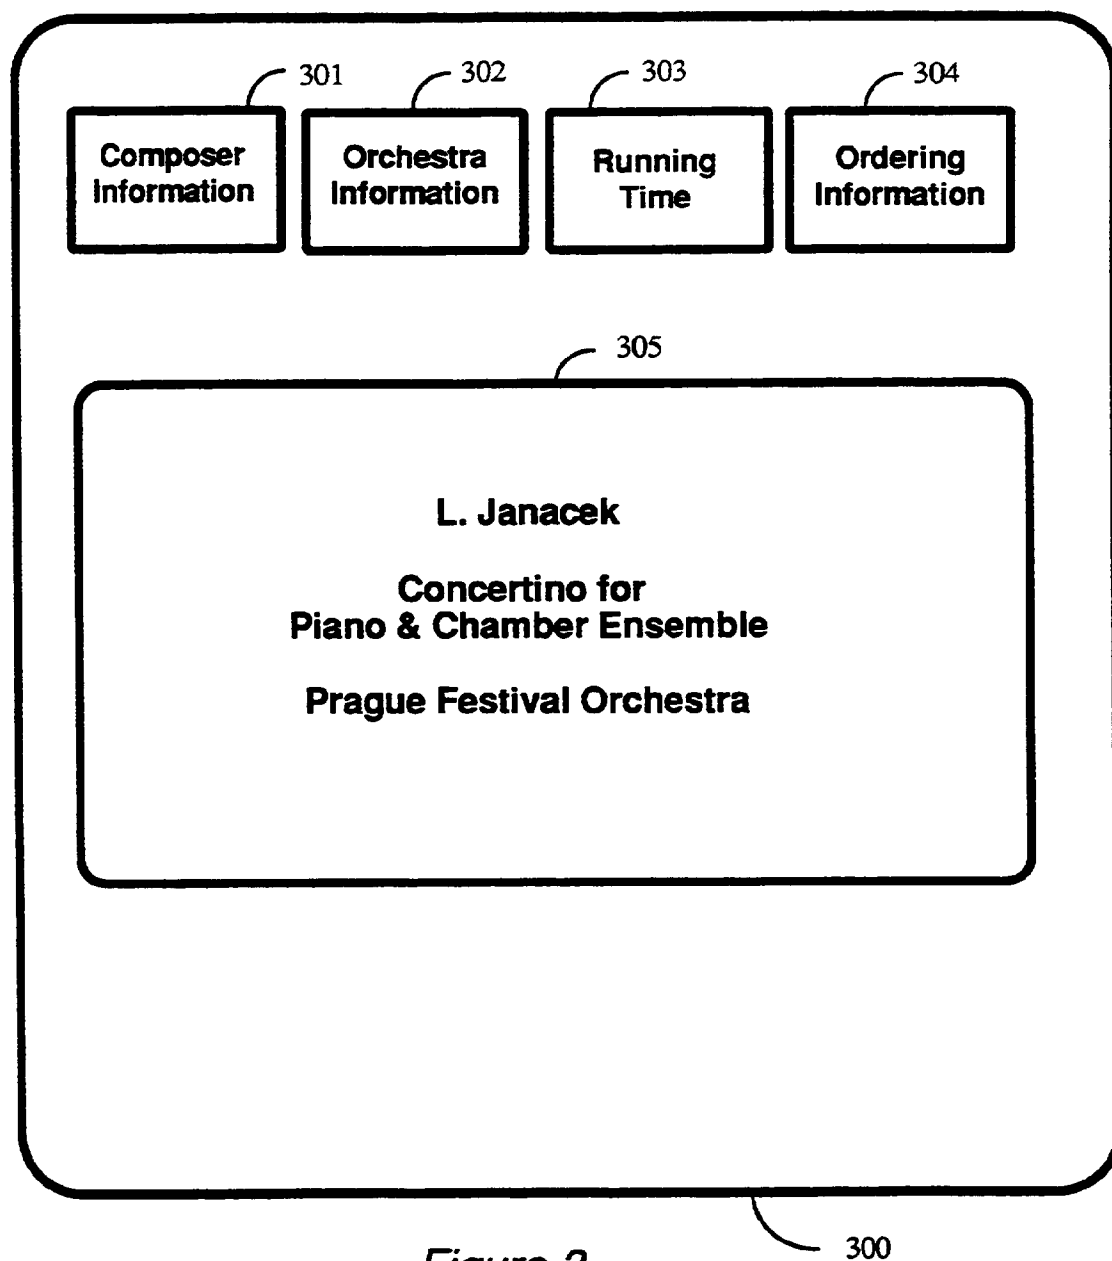 301
302
303
304
Composer
Information
Orchestra
Information
Running
Time
Ordering
Information
305
L. Janacek
Concertino for
Piano & Chamber Ensemble
Prague Festival Orchestra
300
Figure